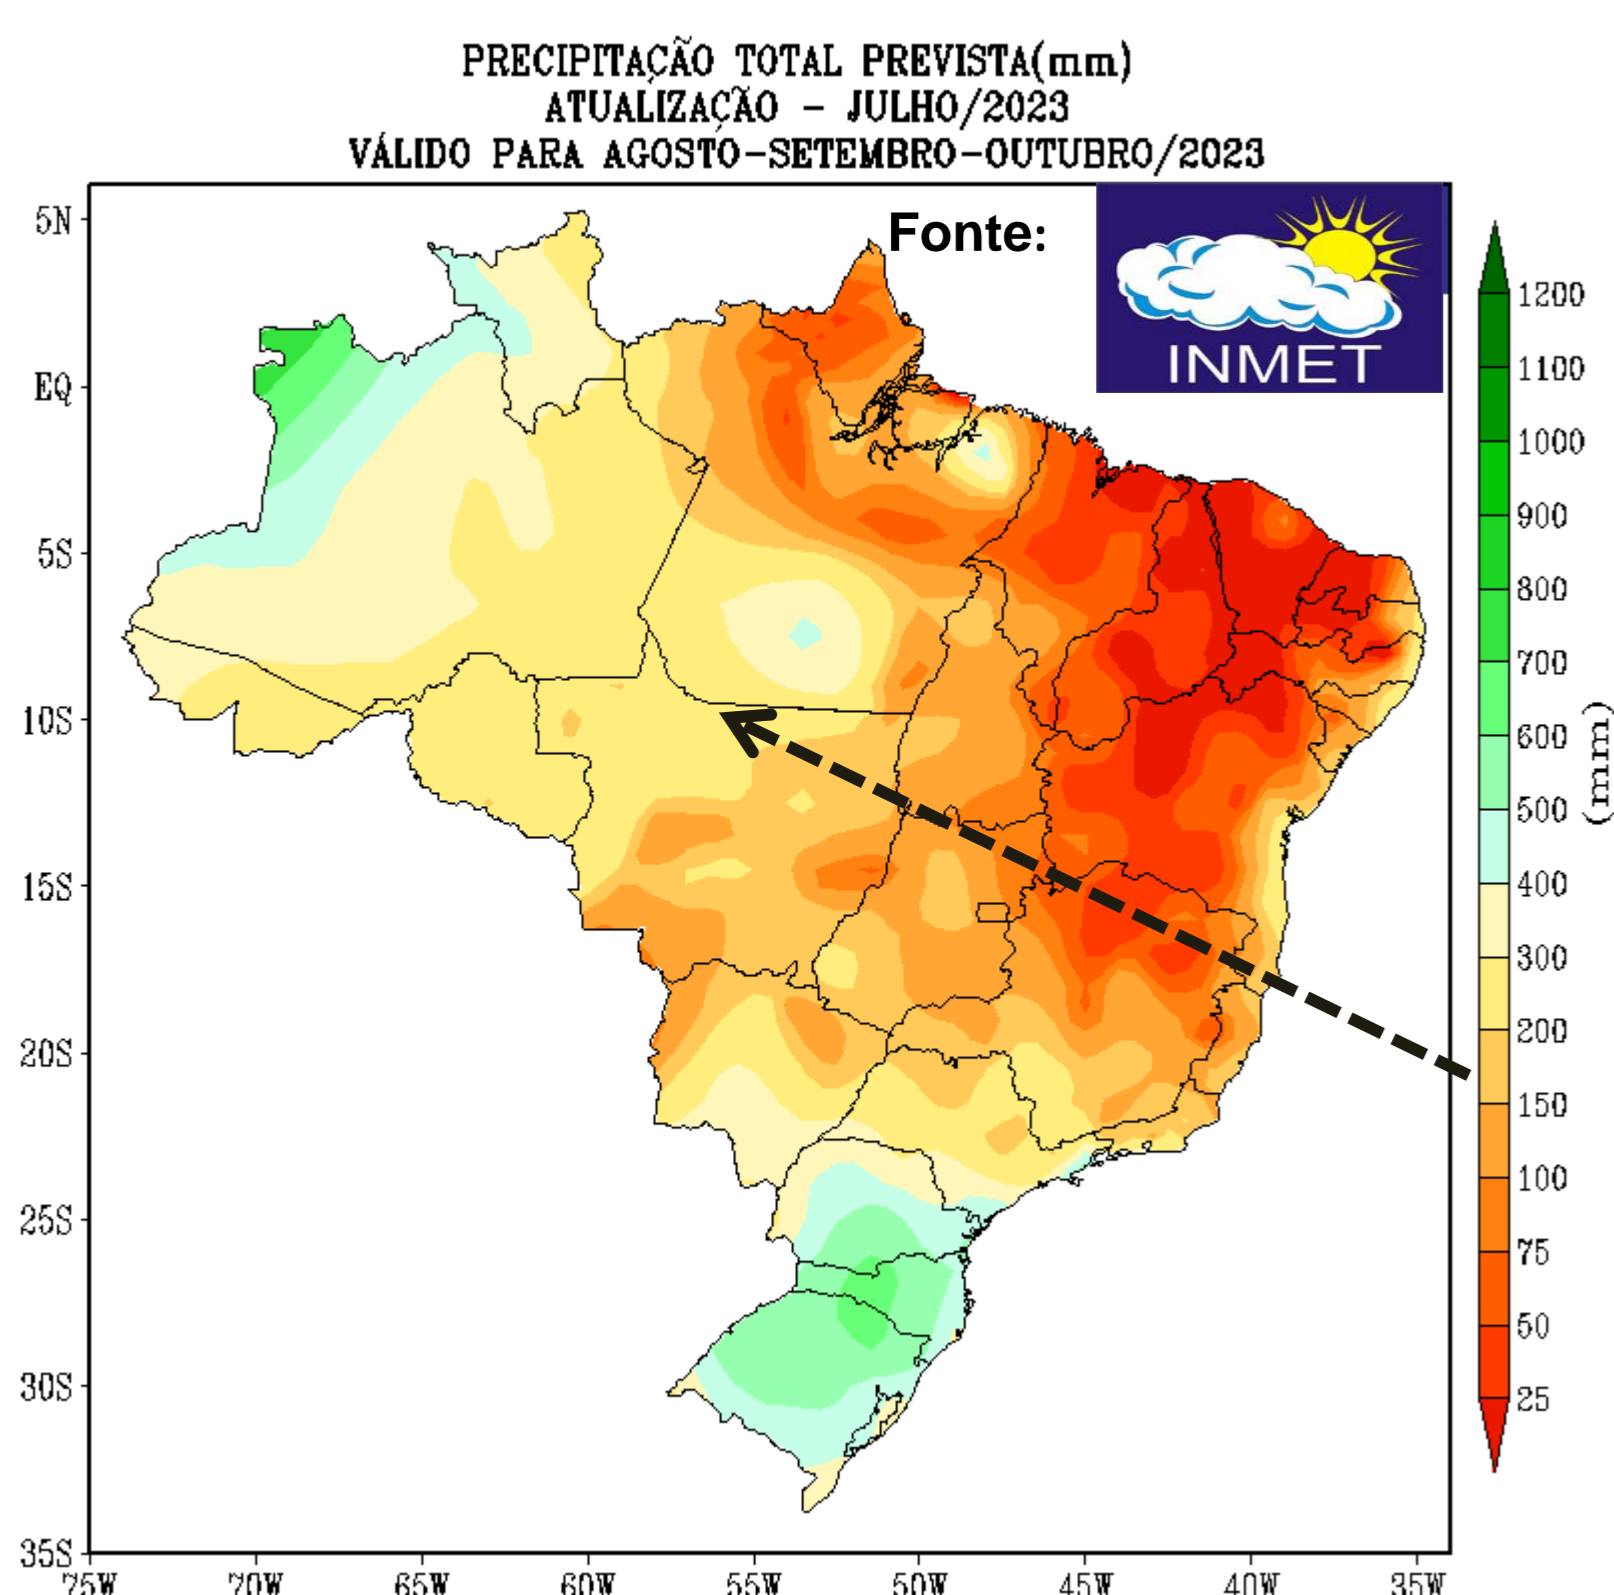 PRECIPITAÇÃO TOTAL PREVISTA(mm)
ATUALIZAÇÃO - JULHO/2023
VÁLIDO PARA AGOSTO-SETEMBRO-OUTUBRO/2023
Fonte:
INMET
5N
EQ
5S
10S
15S
20S
25S
30S
35S
75W 70W 65W 60W 55W 50W 45W 40W 35W
1200
1100
1000
900
800
700
600
500
400
300
200
150
100
75
50
25
(mm)